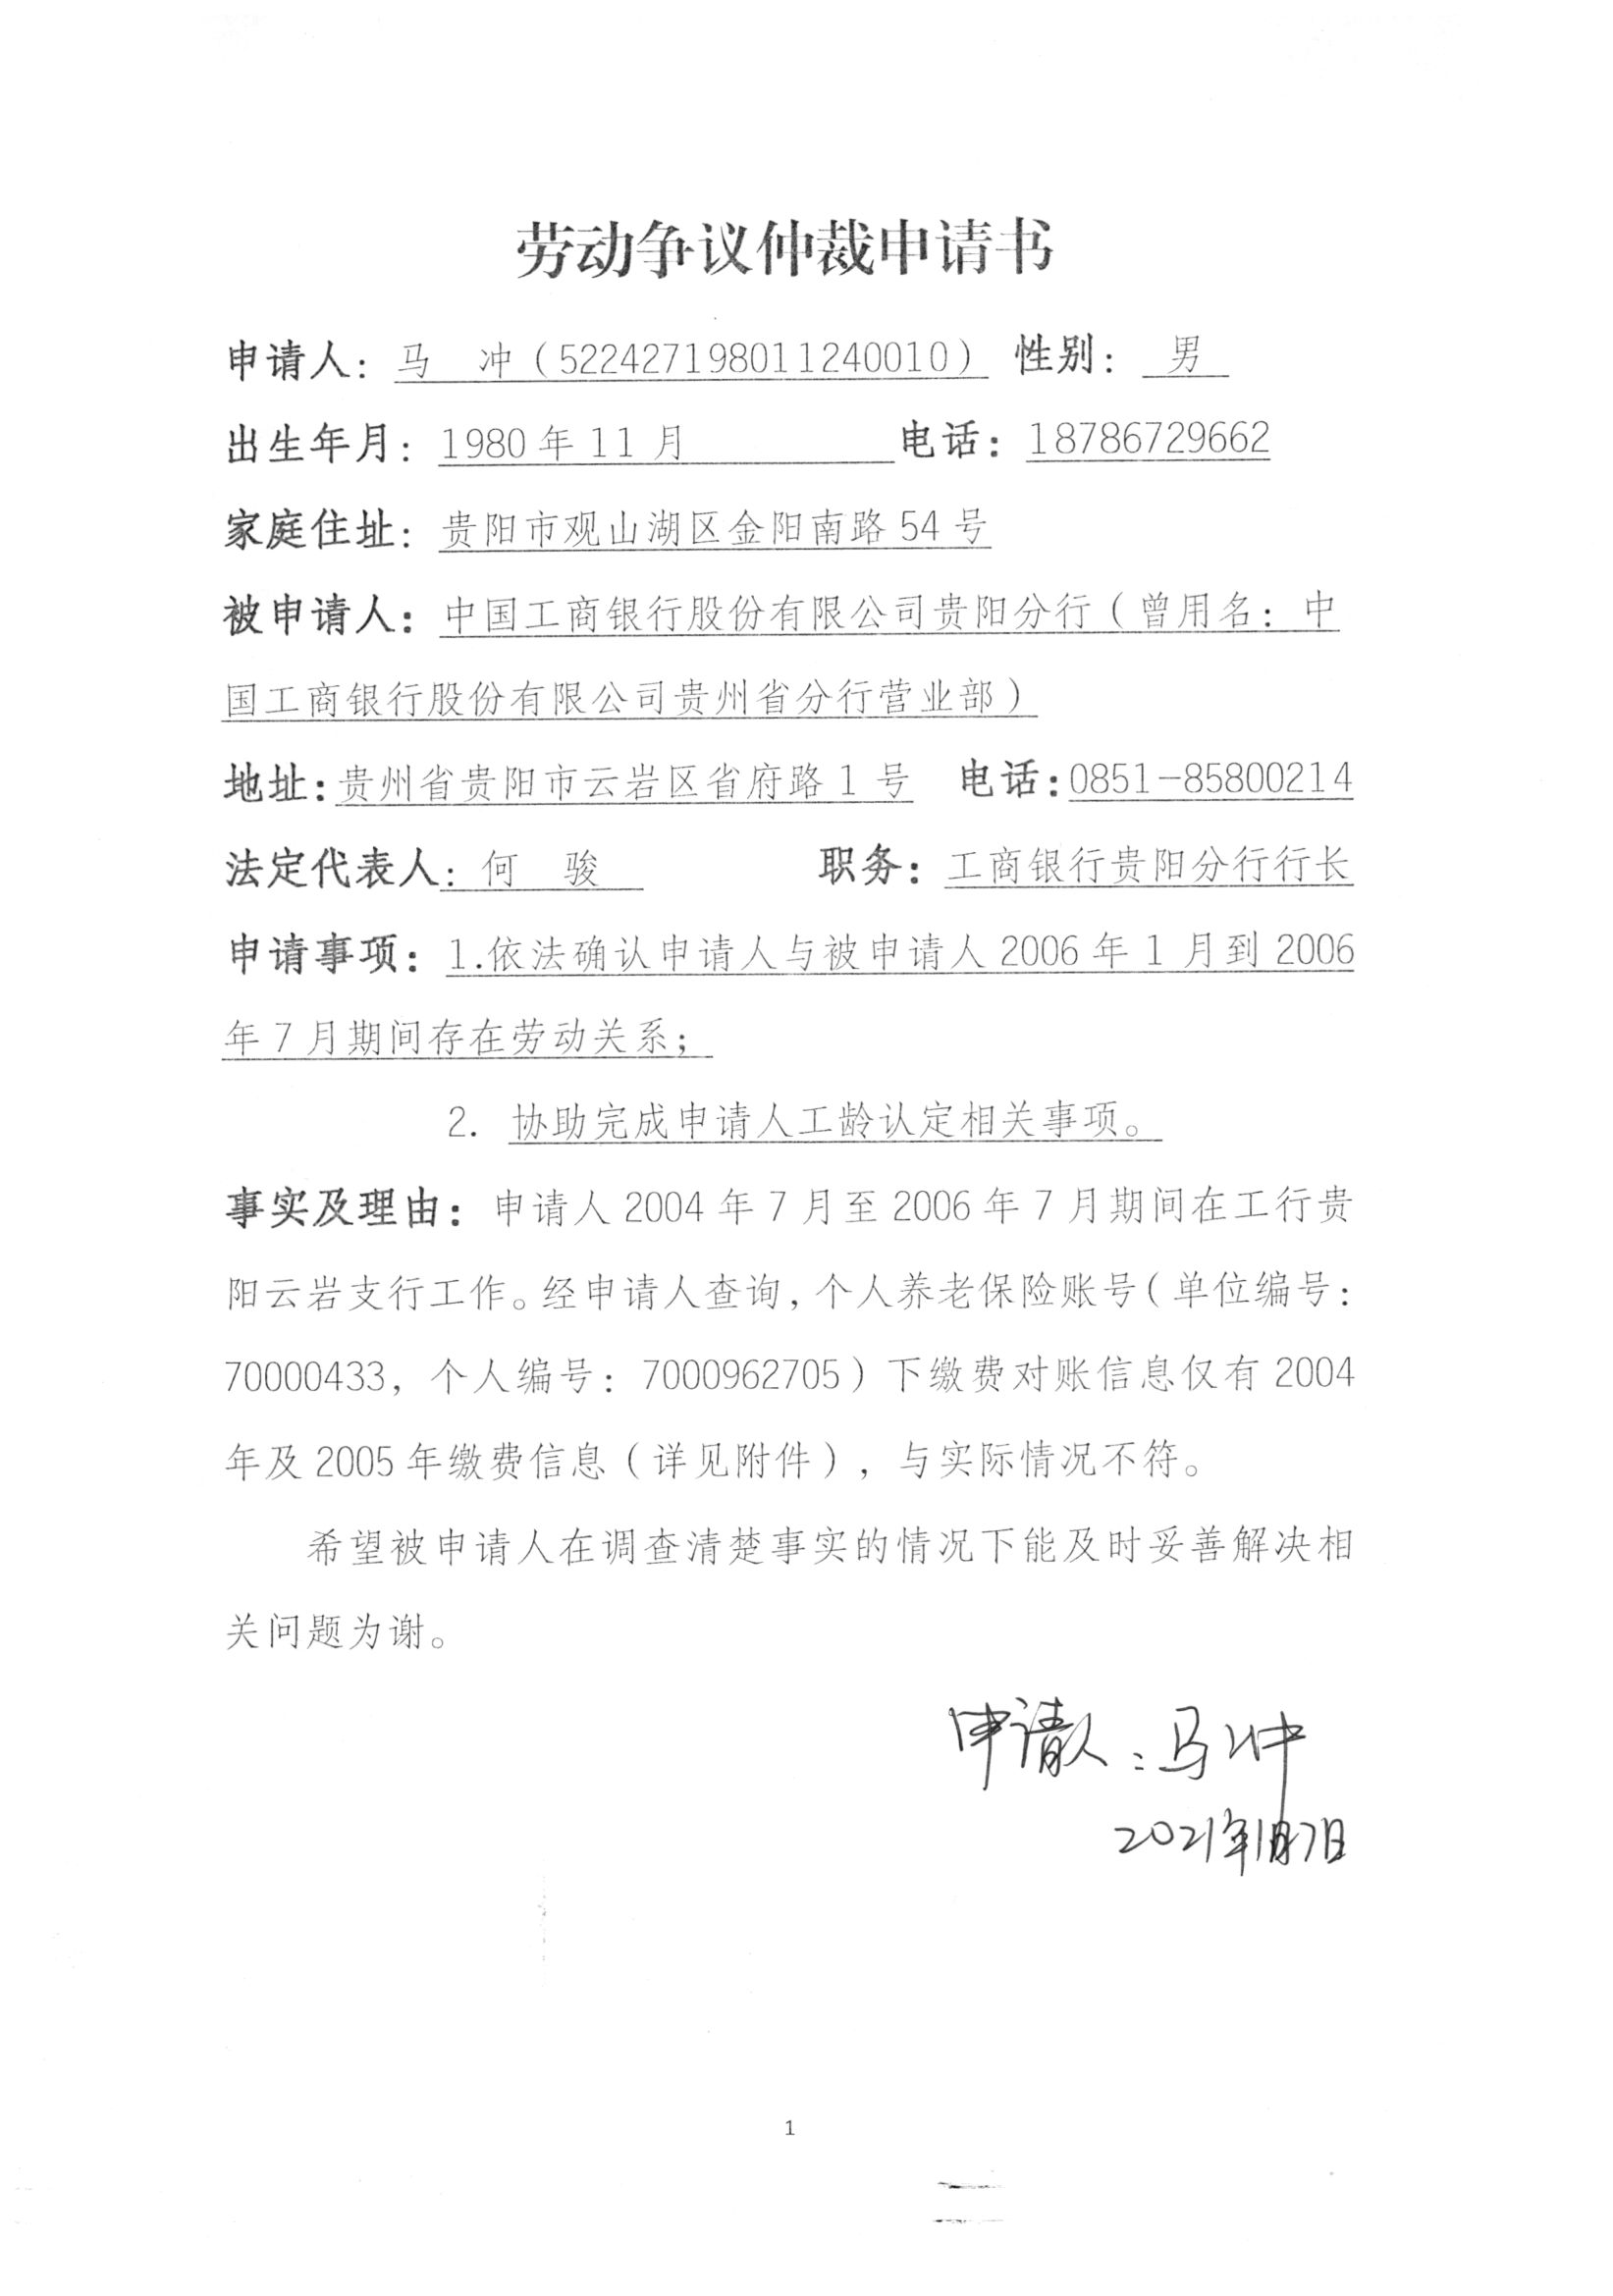 劳动争议仲裁申请书
申请人：马 冲（522427198011240010） 性别： 男
出生年月：1980年11月 电话：18786729662
家庭住址：贵阳市观山湖区金阳南路54号
被申请人：中国工商银行股份有限公司贵阳分行（曾用名：中
国工商银行股份有限公司贵州省分行营业部）
地址：贵州省贵阳市云岩区省府路1号 电话：0851-85800214
法定代表人：何 骏 职务：工商银行贵阳分行行长
申请事项：1.依法确认申请人与被申请人2006年1月到2006
年7月期间存在劳动关系；
2. 协助完成申请人工龄认定相关事项。
事实及理由：申请人2004年7月至2006年7月期间在工行贵
阳云岩支行工作。经申请人查询，个人养老保险账号（单位编号：
70000433，个人编号：7000962705）下缴费对账信息仅有2004
年及2005年缴费信息（详见附件），与实际情况不符。
希望被申请人在调查清楚事实的情况下能及时妥善解决相
关问题为谢。
申请人：马冲
2021年1月7日
1